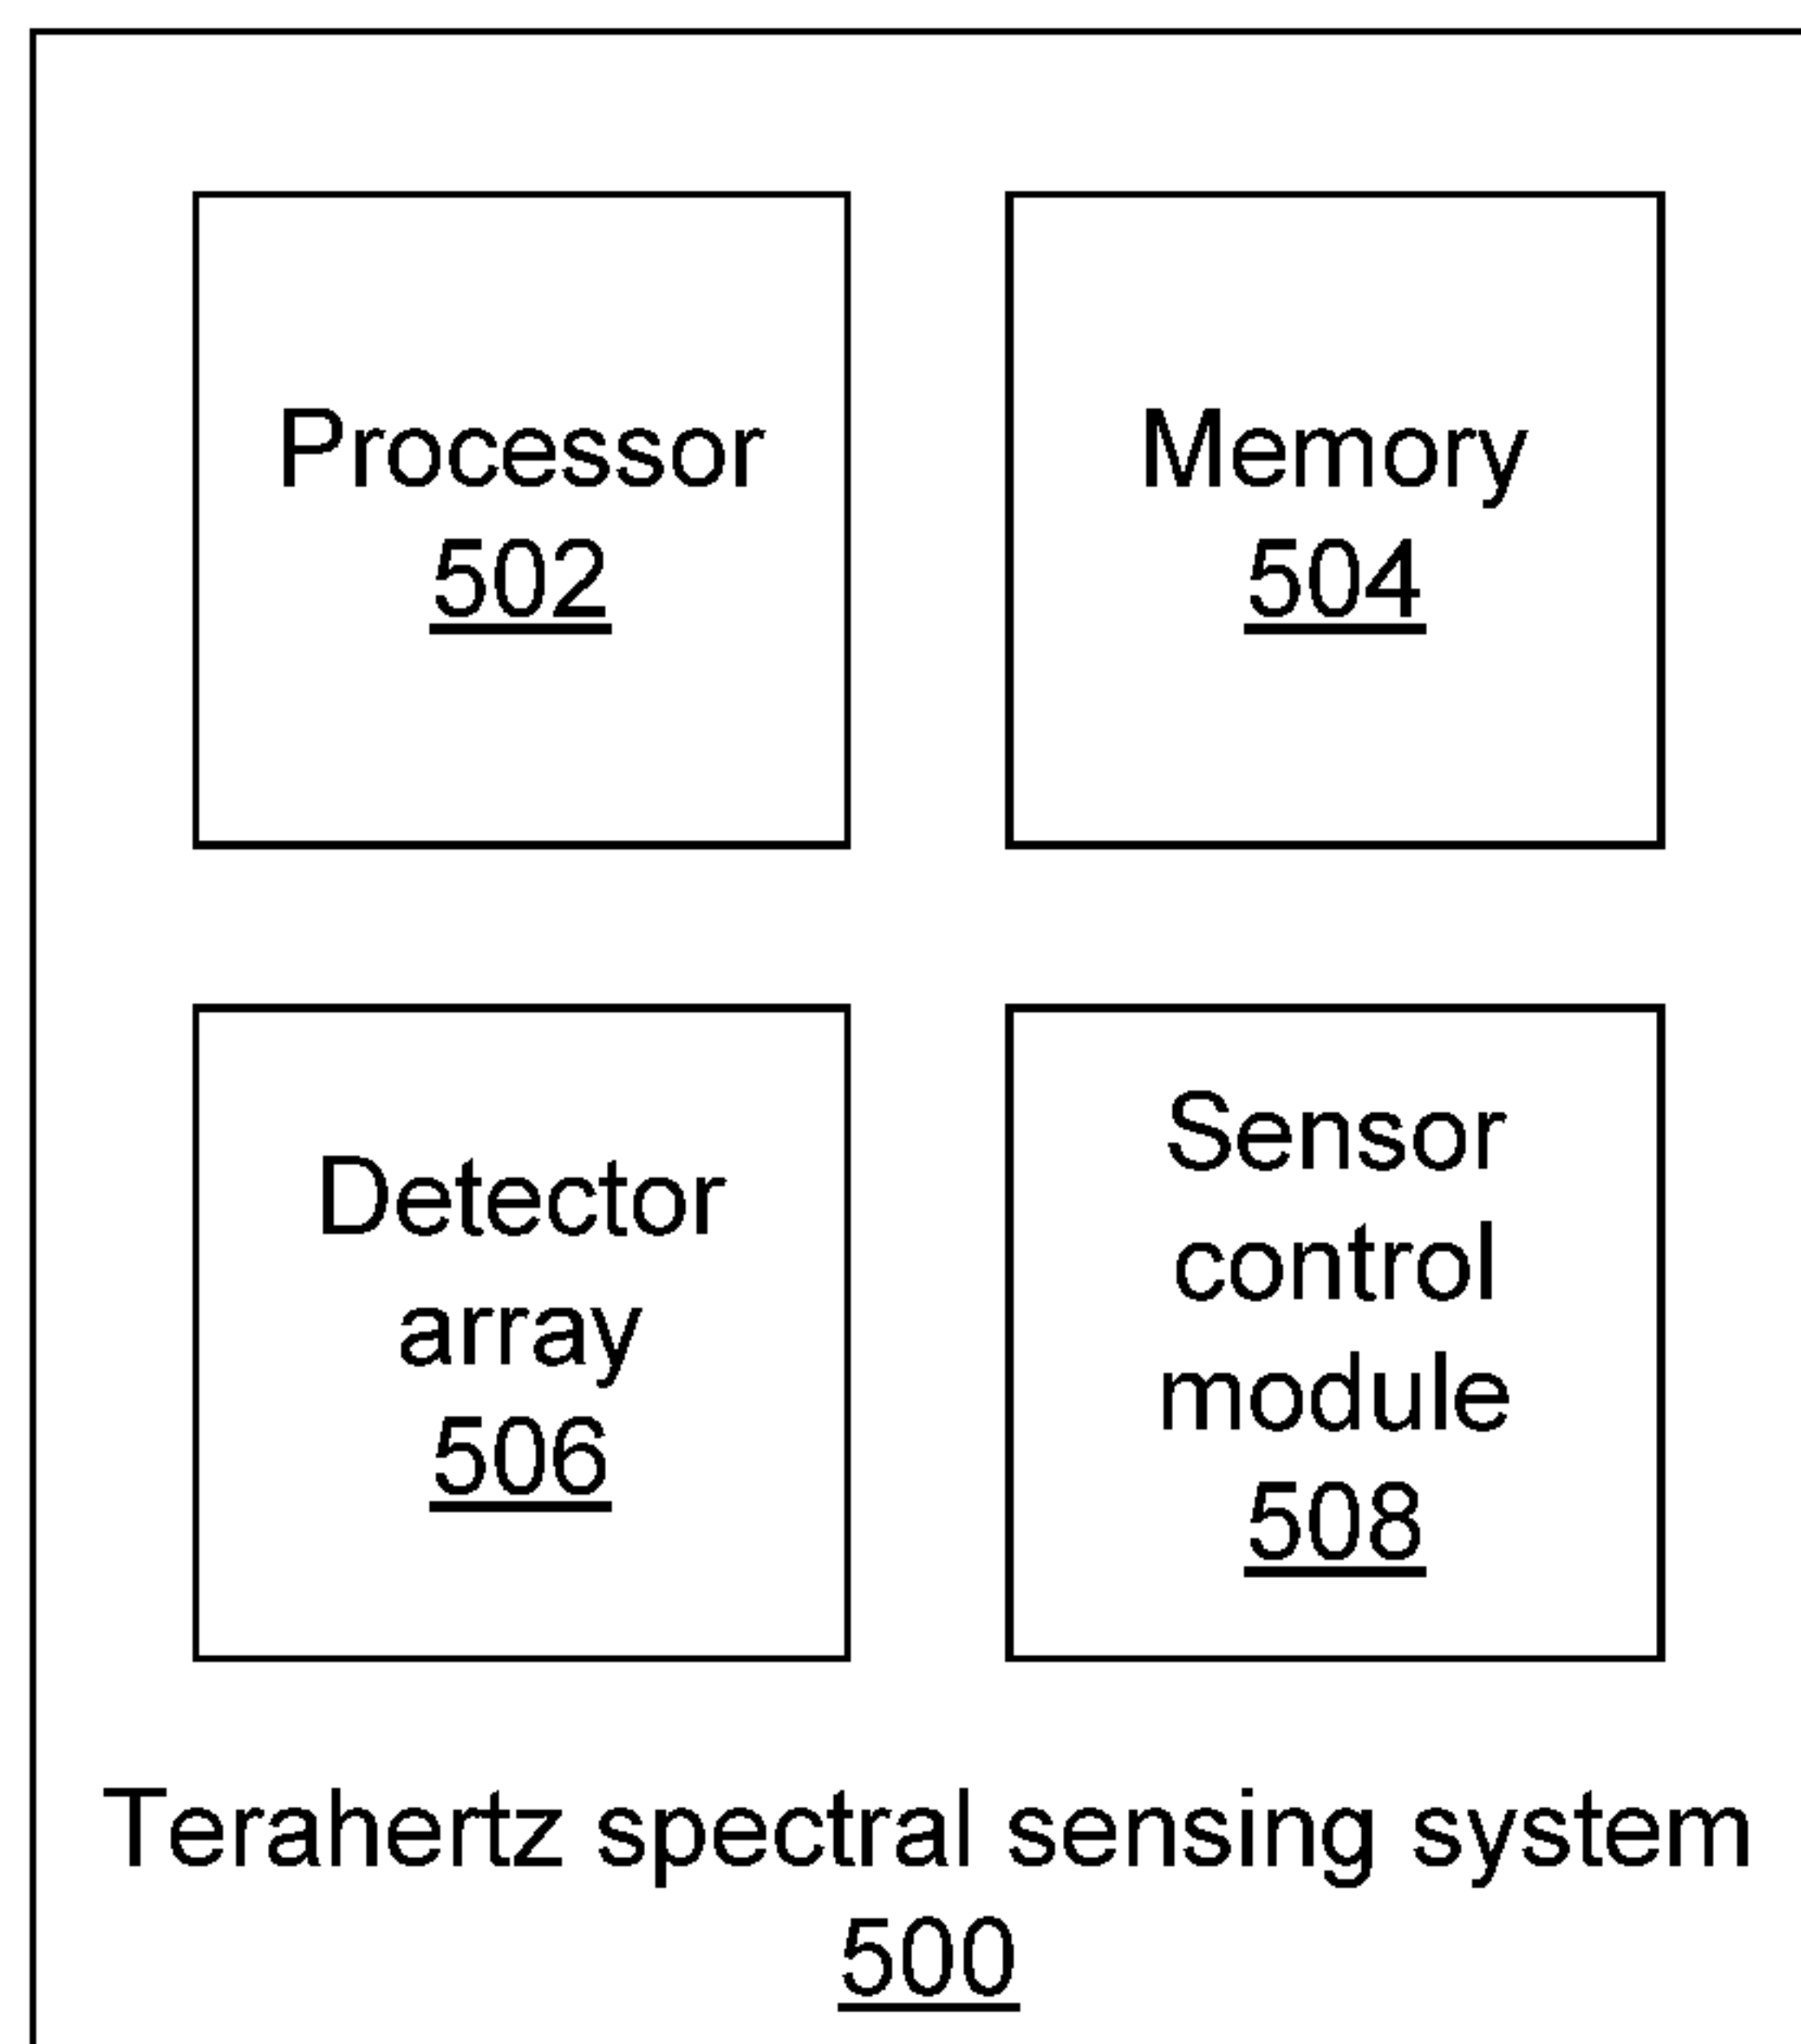 Processor
502
Memory
504
Detector
array
506
Sensor
control
module
508
Terahertz spectral sensing system
500